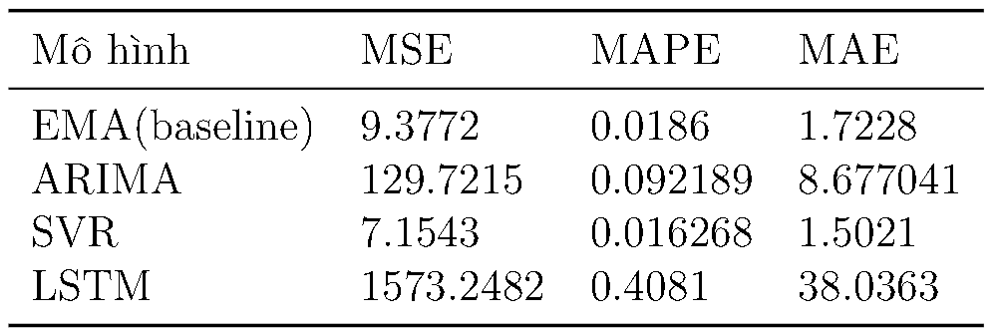 Mô hình MSE MAPE MAE
EMA(baseline) 9.3772 0.0186 1.7228
ARIMA 129.7215 0.092189 8.677041
SVR 7.1543 0.016268 1.5021
LSTM 1573.2482 0.4081 38.0363